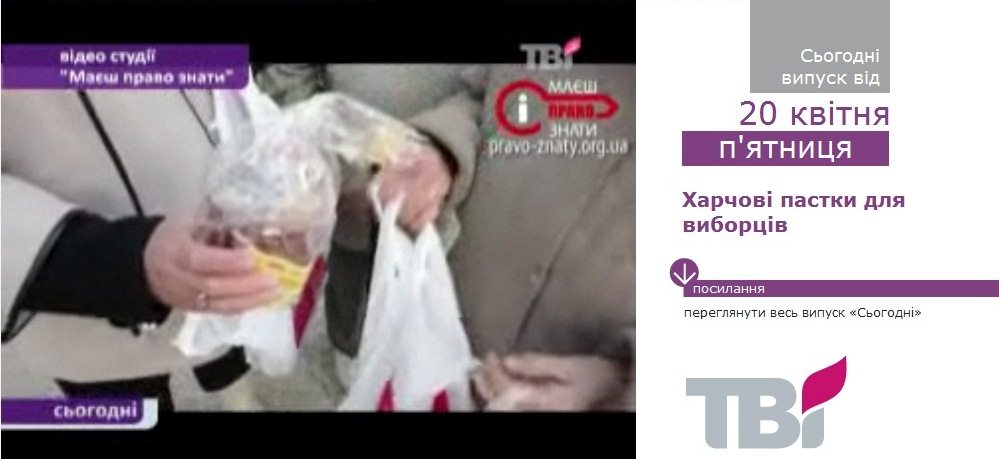 відео студії
"Маєш право знати"
ТВі
МАЄШ
ПРАВО
ЗНАТИ
pravo-znaty.org.ua
сьогодні
Сьогодні
випуск від
20 квітня
п'ятниця
Харчові пастки для
виборців
посилання
переглянути весь випуск «Сьогодні»
ТВі